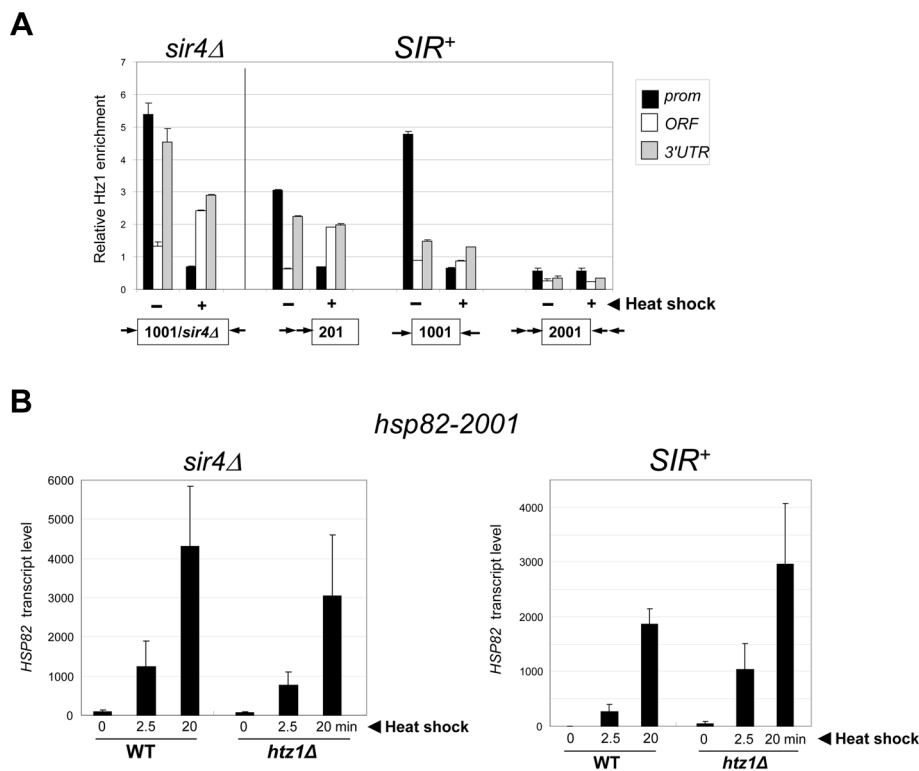 A
sir4Δ
SIR+
7
6
5
4
3
2
1
0
Relative Htz1 enrichment
prom
ORF
3'UTR
– + – + – + – + ◄ Heat shock
1001/sir4Δ 201 1001 2001
B
hsp82-2001
sir4Δ
6000
5000
4000
3000
2000
1000
0
HSP82 transcript level
0 2.5 20 0 2.5 20 min ◄ Heat shock
WT htz1Δ
SIR+
4000
3000
2000
1000
0
HSP82 transcript level
0 2.5 20 0 2.5 20 min ◄ Heat shock
WT htz1Δ